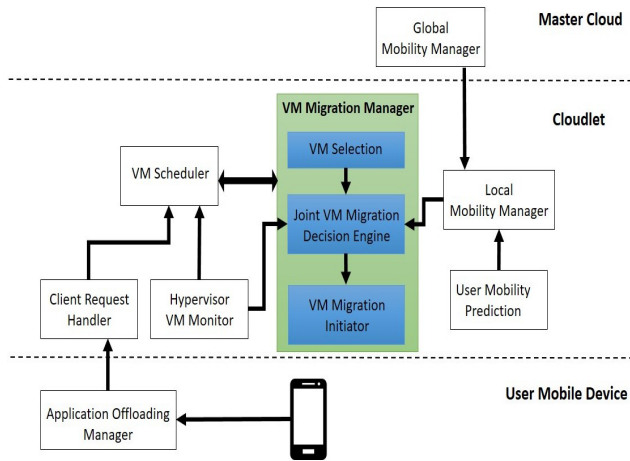 Master Cloud
Global
Mobility Manager
VM Migration Manager
Cloudlet
VM Selection
VM Scheduler
Joint VM Migration
Decision Engine
Local
Mobility Manager
Client Request
Handler
Hypervisor
VM Monitor
VM Migration
Initiator
User Mobility
Prediction
User Mobile Device
Application Offloading
Manager